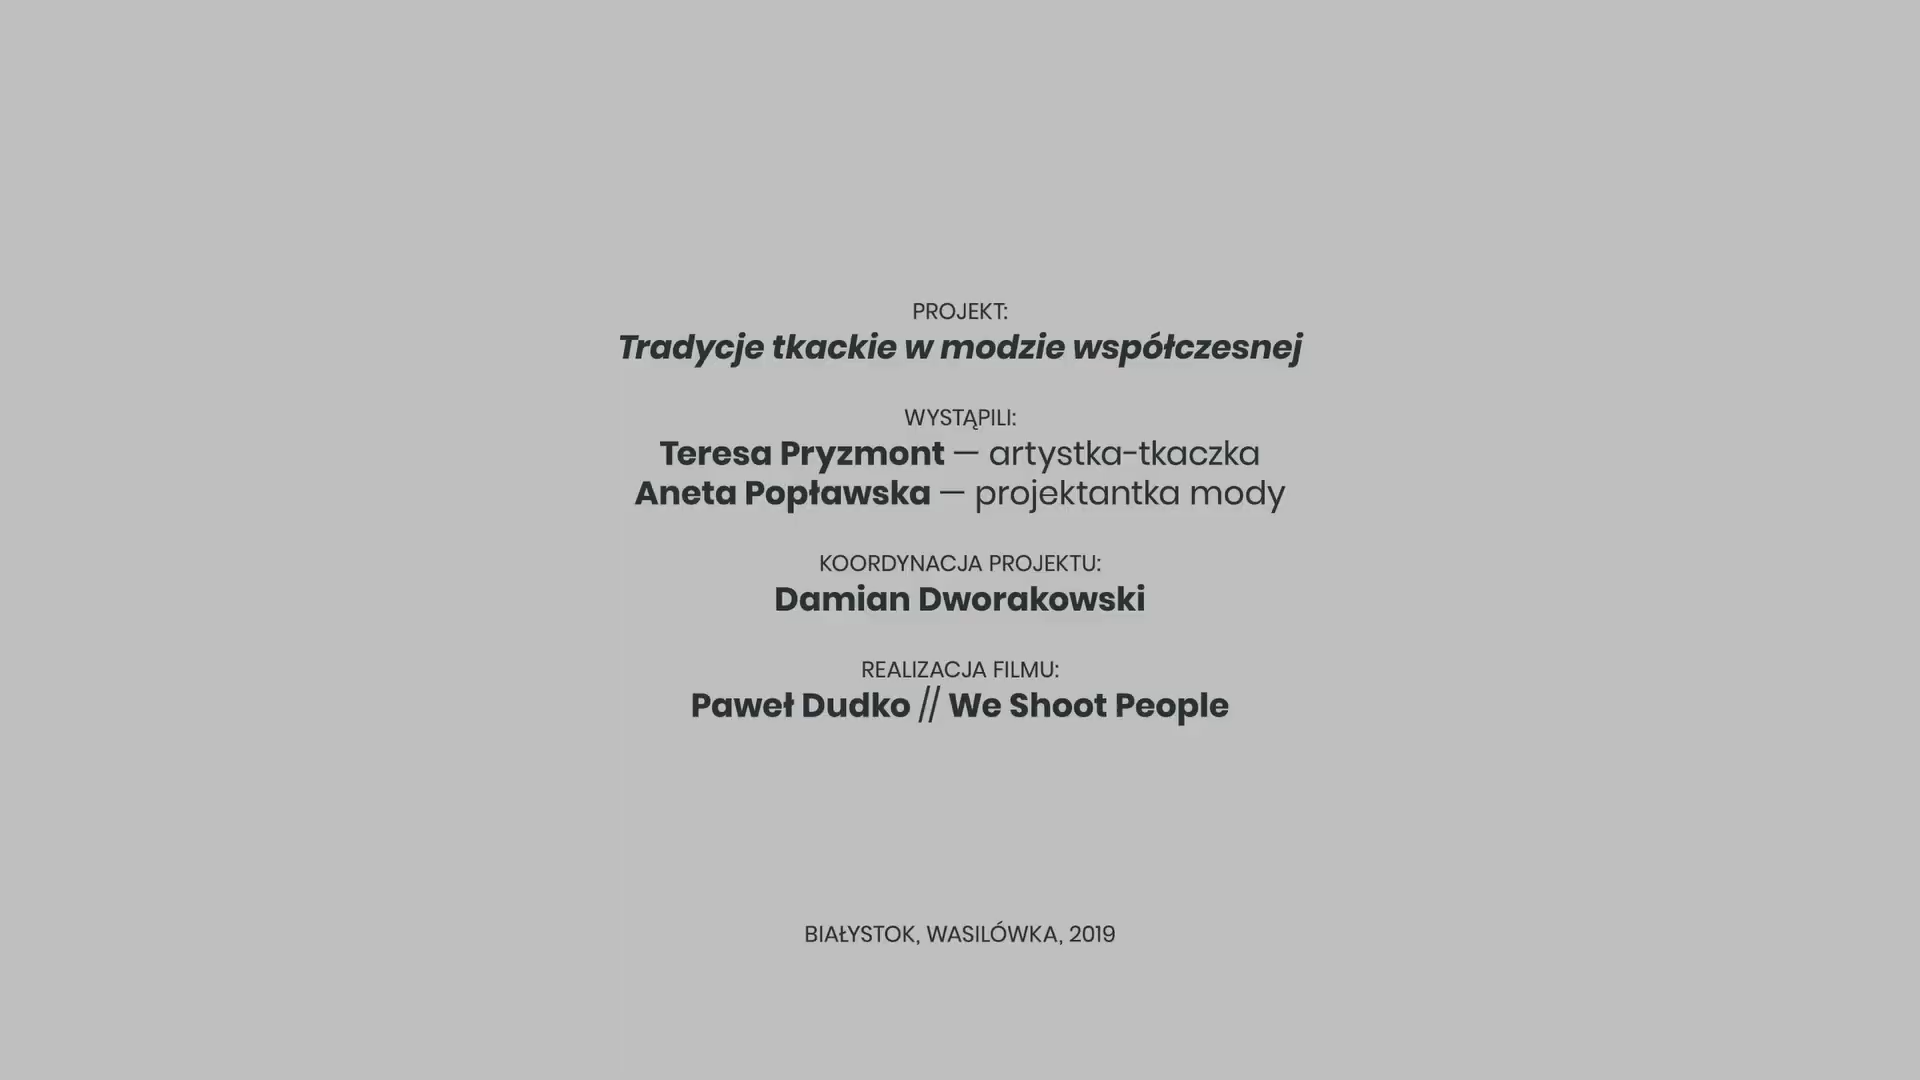 PROJEKT:
Tradycje tkackie w modzie współczesnej
WYSTĄPILI:
Teresa Pryzmont — artystka-tkaczka
Aneta Popławska — projektantka mody
KOORDYNACJA PROJEKTU:
Damian Dworakowski
REALIZACJA FILMU:
Paweł Dudko // We Shoot People
BIAŁYSTOK, WASILÓWKA, 2019